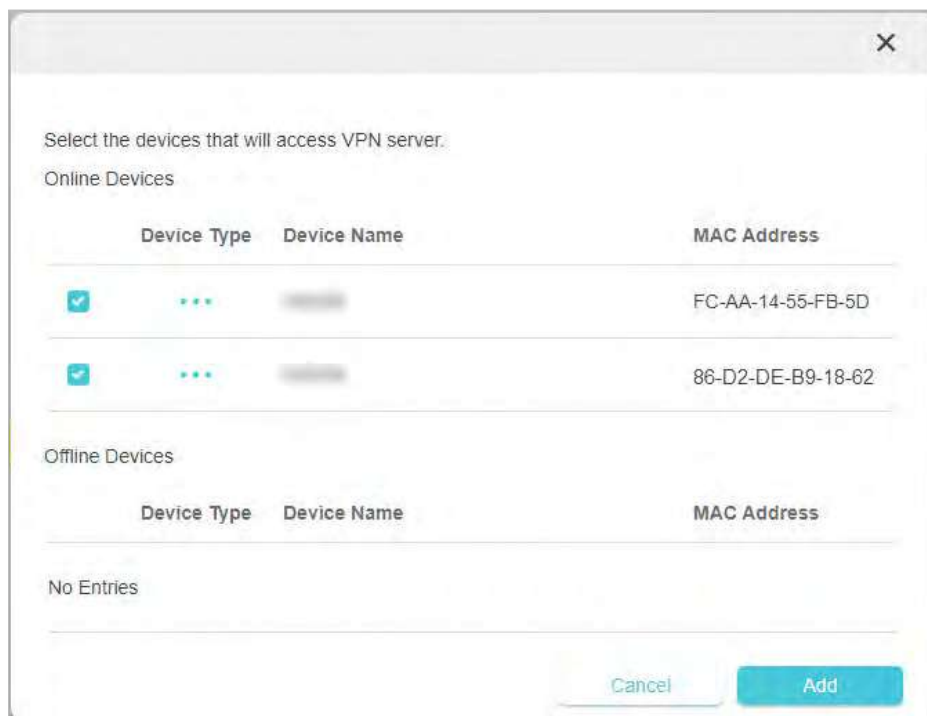 Select the devices that will access VPN server.
Online Devices
Device Type Device Name MAC Address
FC-AA-14-55-FB-5D
86-D2-DE-B9-18-62
Offline Devices
Device Type Device Name MAC Address
No Entries
Cancel Add